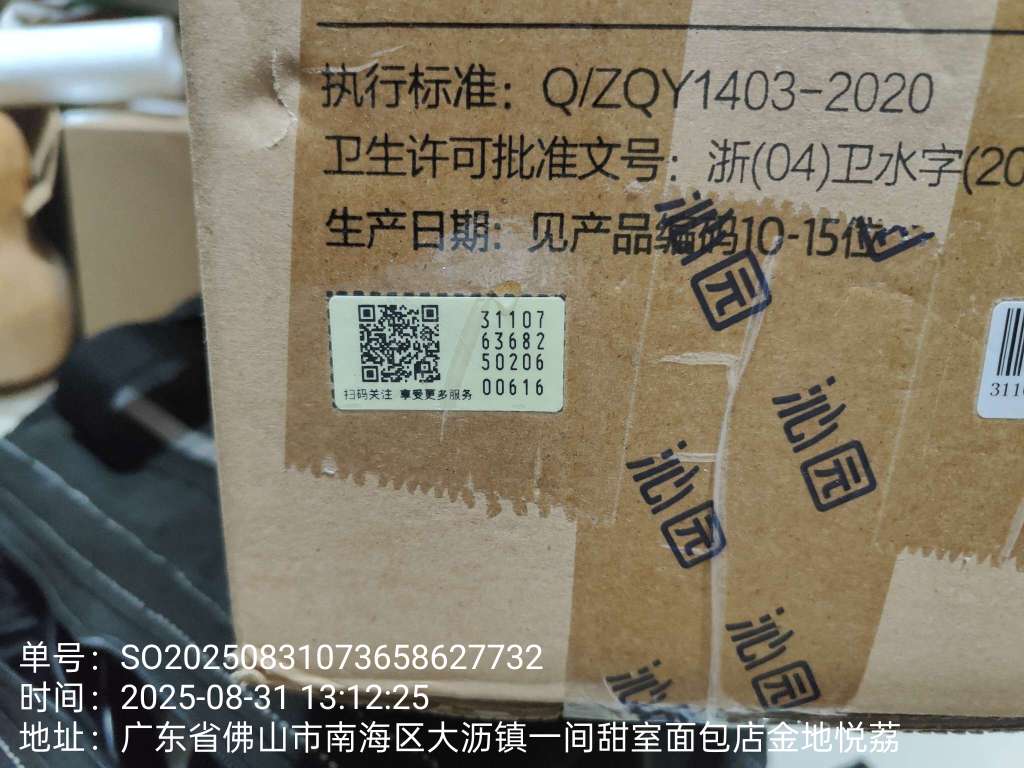 执行标准：Q/ZQY1403-2020
卫生许可批准文号：浙(04)卫水字(20
生产日期：见产品编码10-15位
31107
63682
50206
00616
扫码关注 享受更多服务
311
沁园
沁园
沁园
沁园
单号：SO20250831073658627732
时间：2025-08-31 13:12:25
地址：广东省佛山市南海区大沥镇一间甜室面包店金地悦荔